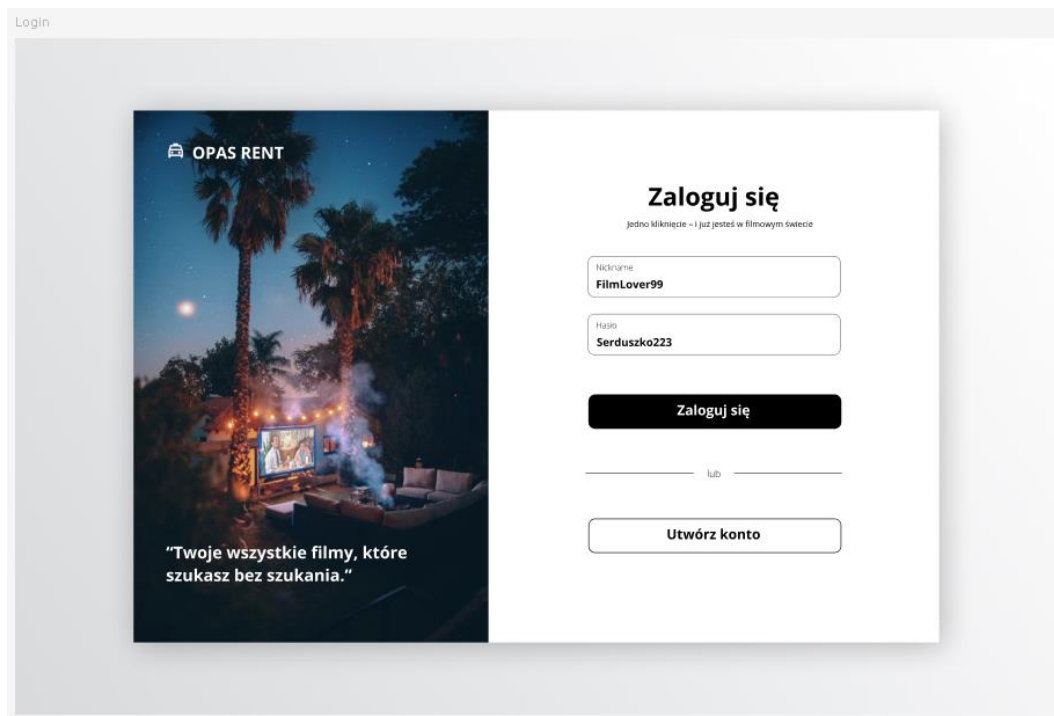 Login
OPAS RENT
“Twoje wszystkie filmy, które
szukasz bez szukania.”
Zaloguj się
Jedno kliknięcie – i już jesteś w filmowym świecie
Nickname
FilmLover99
Hasło
Serduszko223
Zaloguj się
lub
Utwórz konto